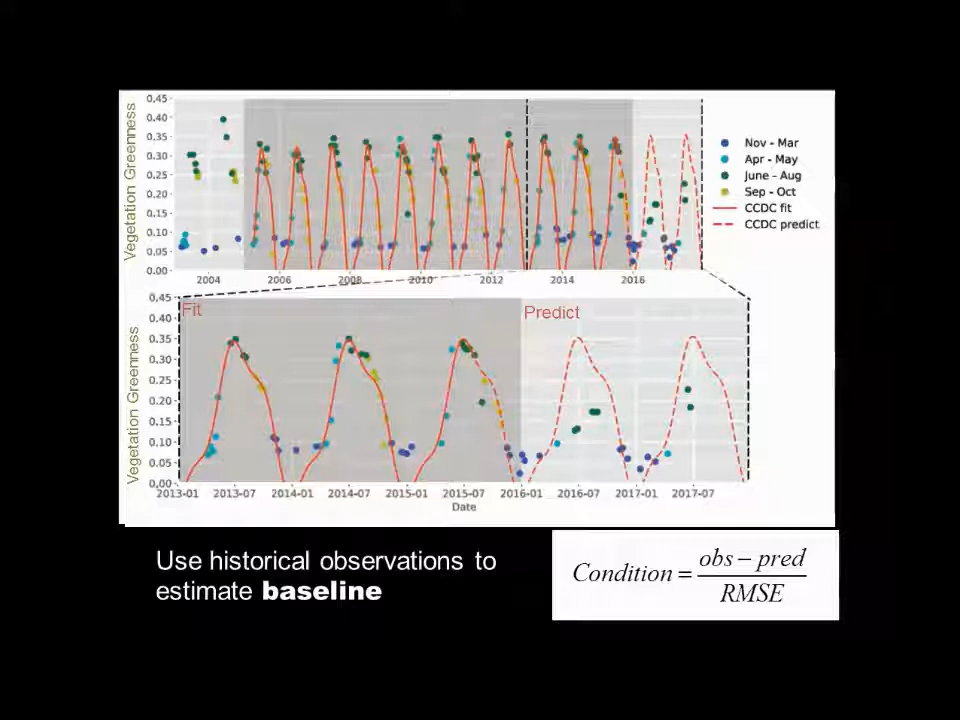 Vegetation Greenness
0.45
0.40
0.35
0.30
0.25
0.20
0.15
0.10
0.05
0.00
2004 2006 2008 2010 2012 2014 2016
Nov - Mar
Apr - May
June - Aug
Sep - Oct
CCDC fit
CCDC predict
Vegetation Greenness
0.45
0.40
0.35
0.30
0.25
0.20
0.15
0.10
0.05
0.00
Fit
Predict
2013-01 2013-07 2014-01 2014-07 2015-01 2015-07 2016-01 2016-07 2017-01 2017-07
Date
Use historical observations to
estimate baseline
Condition = obs - pred / RMSE